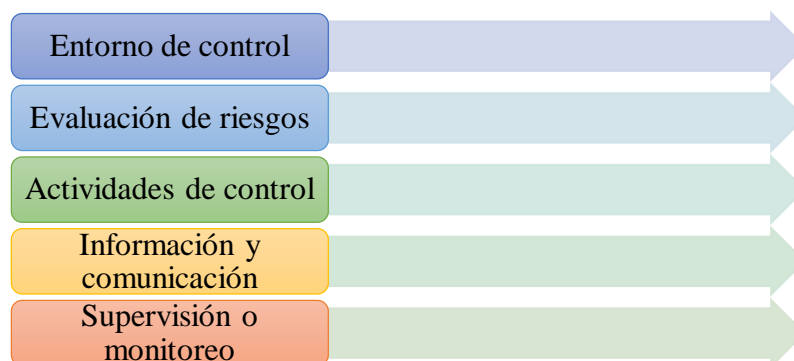 Entorno de control
Evaluación de riesgos
Actividades de control
Información y
comunicación
Supervisión o
monitoreo